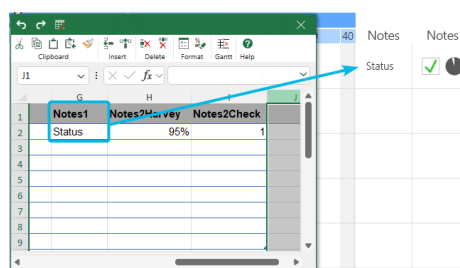 40 Notes Notes
Clipboard Insert Delete Format Gantt Help
J1 fx
G H J
1 Notes1 Notes2Harvey Notes2Check
2 Status 95% 1
3
4
5
6
7
8
9
Status